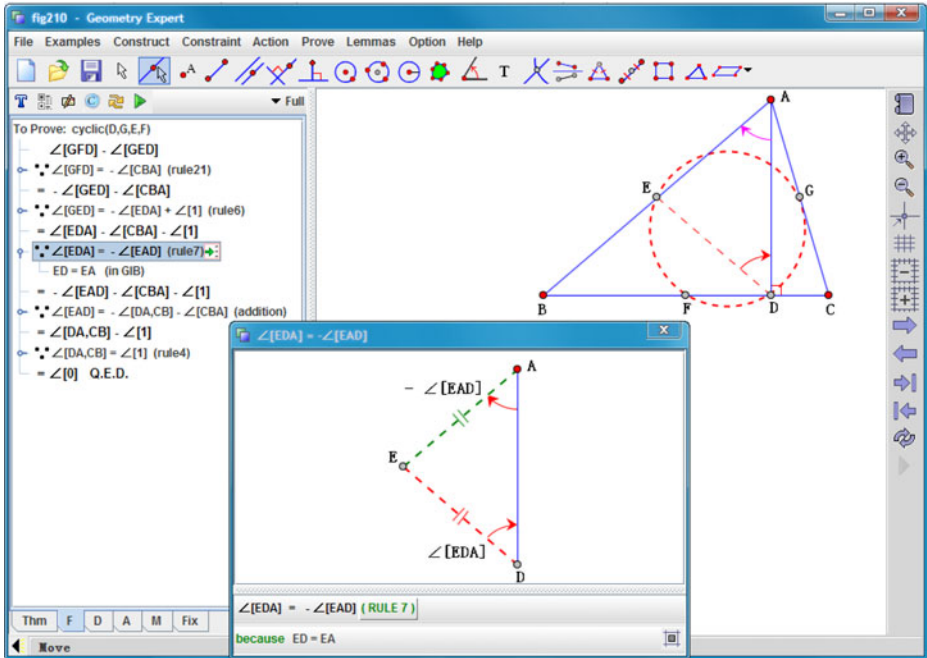 fig210 - Geometry Expert
File Examples Construct Constraint Action Prove Lemmas Option Help
A T
T C Full
To Prove: cyclic(D,G,E,F)
∠[GFD] - ∠[GED]
∠[GFD] = - ∠[CBA] (rule21)
= - ∠[GED] - ∠[CBA]
∠[GED] = - ∠[EDA] + ∠[1] (rule6)
= ∠[EDA] - ∠[CBA] - ∠[1]
∠[EDA] = - ∠[EAD] (rule7)
ED = EA (in GIB)
= - ∠[EAD] - ∠[CBA] - ∠[1]
∠[EAD] = - ∠[DA,CB] - ∠[CBA] (addition)
= ∠[DA,CB] - ∠[1]
∠[DA,CB] = ∠[1] (rule4)
= ∠[0] Q.E.D.
Thm F D A M Fix
Move
A
E
G
B
F
D
C
∠[EDA] = -∠[EAD]
A
- ∠[EAD]
E
∠[EDA]
D
∠[EDA] = - ∠[EAD] ( RULE 7 )
because ED = EA